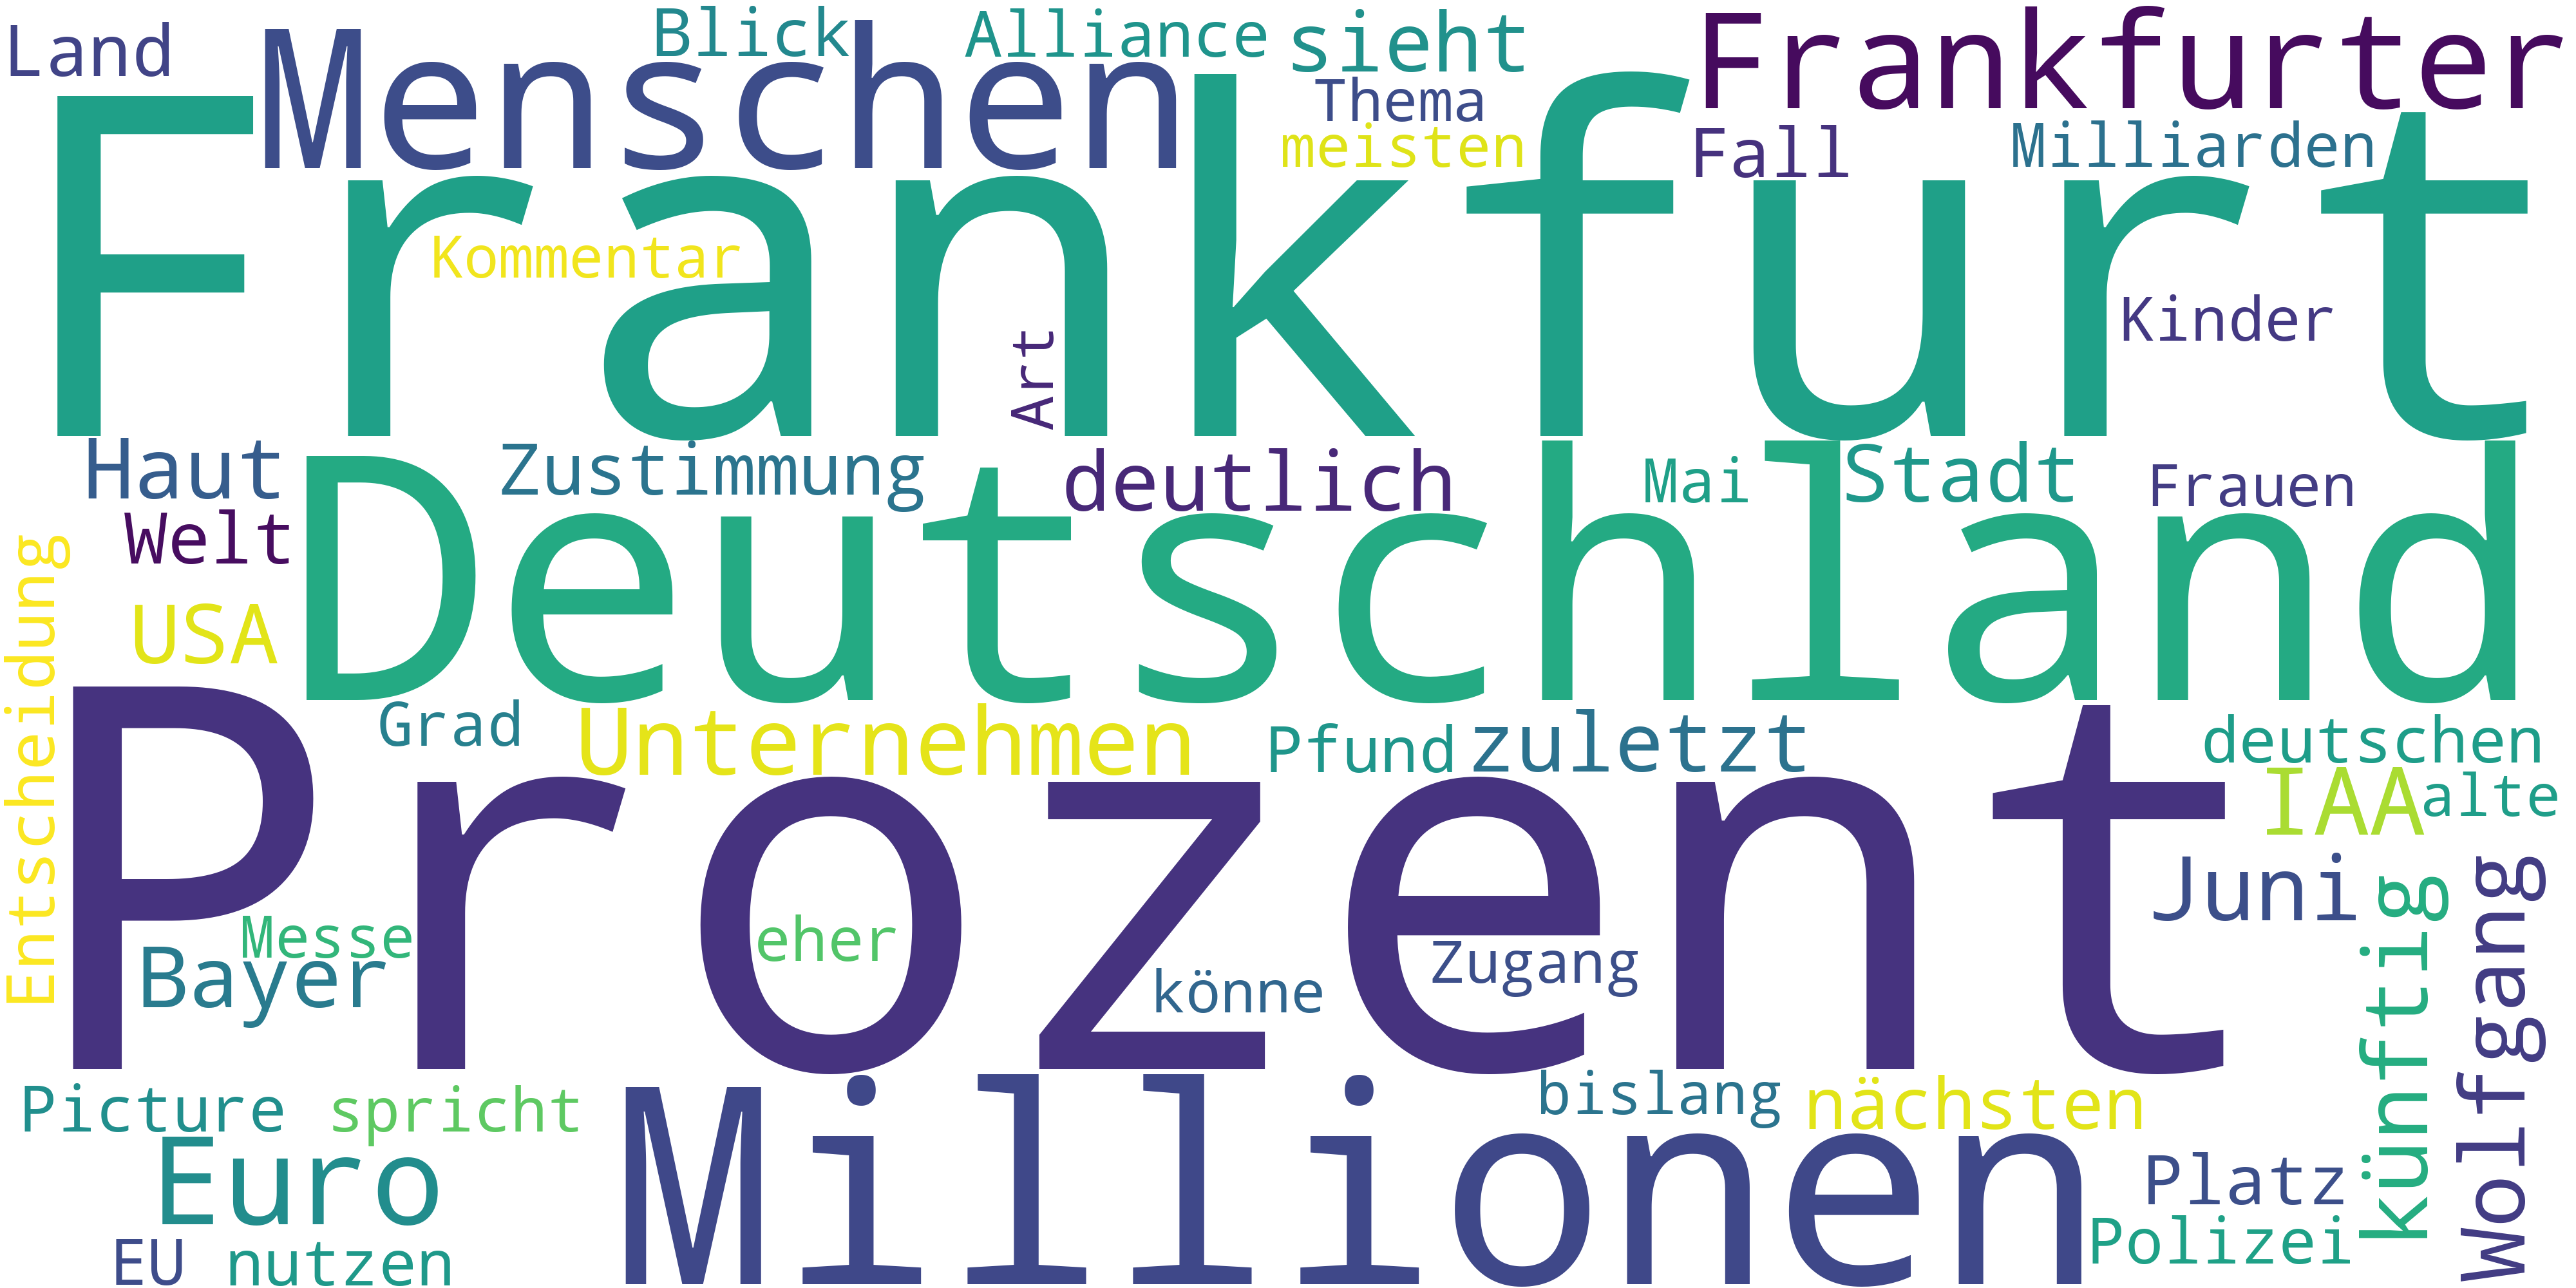 Land
Menschen
Blick
Alliance
sieht
Frankfurter
Thema
meisten
Fall
Milliarden
Frankfurt
Kommentar
Art
Kinder
Haut
Zustimmung
deutlich
Mai
Stadt
Frauen
Welt
Deutschland
USA
Entscheidung
Grad
Unternehmen
Pfund
zuletzt
deutschen
IAA
alte
Prozent
Juni
Messe
Bayer
eher
könne
Zugang
künftig
Wolfgang
Picture
spricht
Millionen
bislang
nächsten
Euro
Platz
EU
nutzen
Polizei